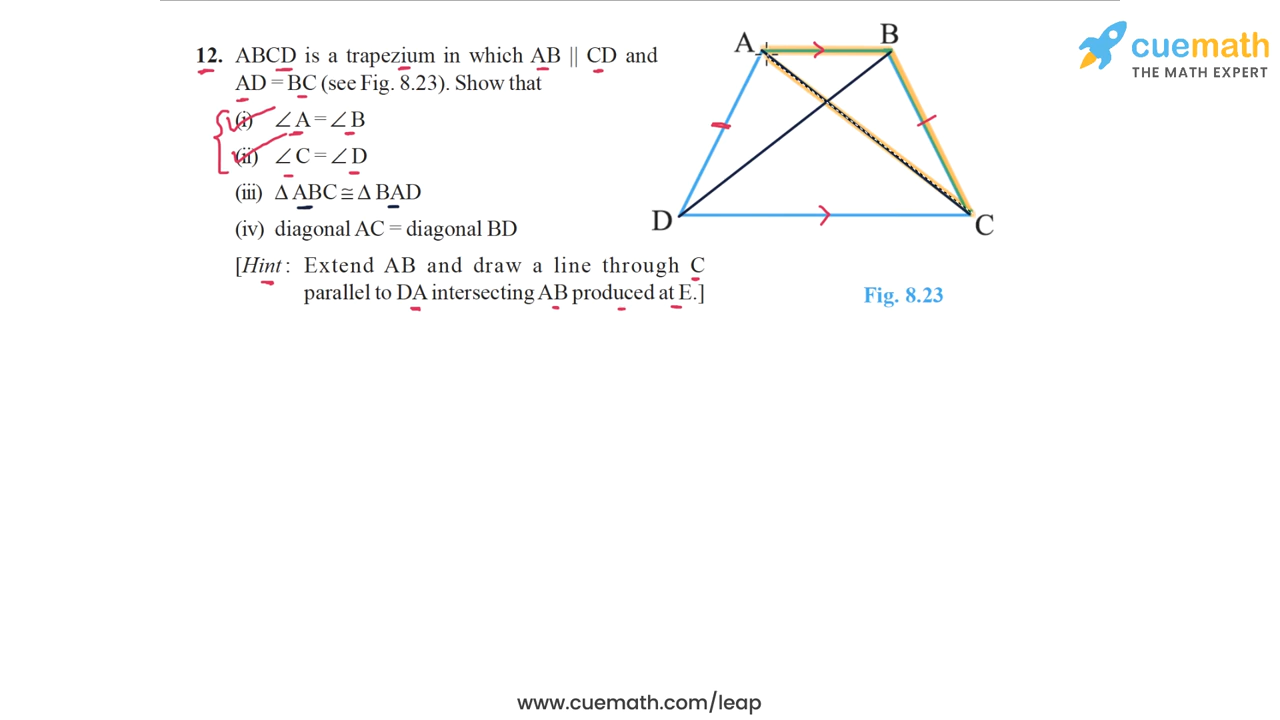 12. ABCD is a trapezium in which AB || CD and
AD = BC (see Fig. 8.23). Show that
(i) ∠A = ∠B
(ii) ∠C = ∠D
(iii) Δ ABC ≅ Δ BAD
(iv) diagonal AC = diagonal BD
[Hint : Extend AB and draw a line through C
parallel to DA intersecting AB produced at E.]
A
B
D
C
Fig. 8.23
cuemath
THE MATH EXPERT
www.cuemath.com/leap